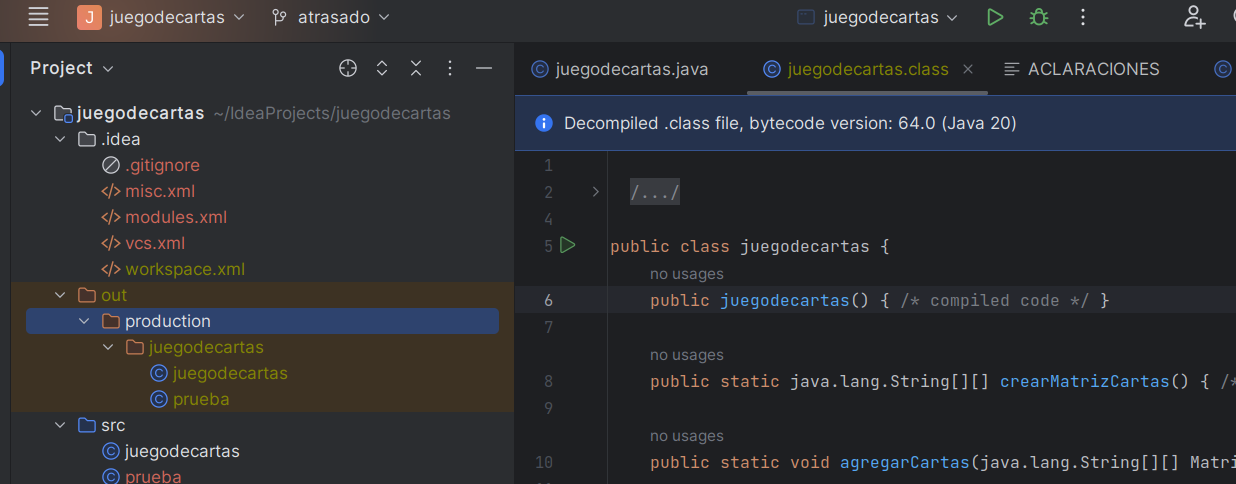 J juegodecartas atrasado juegodecartas
Project
juegodecartas ~/IdeaProjects/juegodecartas
.idea
.gitignore
misc.xml
modules.xml
vcs.xml
workspace.xml
out
production
juegodecartas
juegodecartas
prueba
src
juegodecartas
prueba
juegodecartas.java juegodecartas.class ACLARACIONES
Decompiled .class file, bytecode version: 64.0 (Java 20)
1
2 /.../
4
5 public class juegodecartas {
no usages
6 public juegodecartas() { /* compiled code */ }
7
no usages
8 public static java.lang.String[][] crearMatrizCartas() { /*
9
no usages
10 public static void agregarCartas(java.lang.String[][] Matri